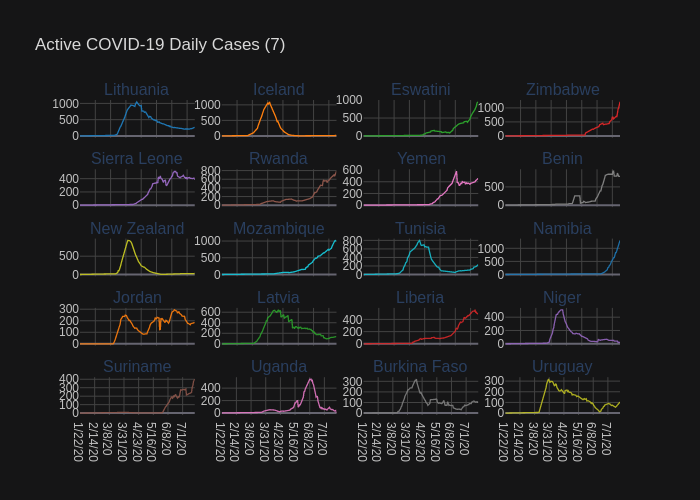 Active COVID-19 Daily Cases (7)
Lithuania Iceland Eswatini Zimbabwe
1000 1000 1000 1000
500 500 500 500
0 0 0 0
Sierra Leone Rwanda Yemen Benin
400 800 600 500
200 600 400 0
0 400 200
200 0
0
New Zealand Mozambique Tunisia Namibia
500 1000 800 1000
0 500 600 500
0 400 0
200
0
Jordan Latvia Liberia Niger
300 600 400 400
200 400 200 200
100 200 0 0
0 0
Suriname Uganda Burkina Faso Uruguay
400 400 300 300
300 200 200 200
200 0 100 100
100 0 0
0
1/22/20 2/14/20 3/8/20 3/31/20 4/23/20 5/16/20 6/8/20 7/1/20
1/22/20 2/14/20 3/8/20 3/31/20 4/23/20 5/16/20 6/8/20 7/1/20
1/22/20 2/14/20 3/8/20 3/31/20 4/23/20 5/16/20 6/8/20 7/1/20
1/22/20 2/14/20 3/8/20 3/31/20 4/23/20 5/16/20 6/8/20 7/1/20